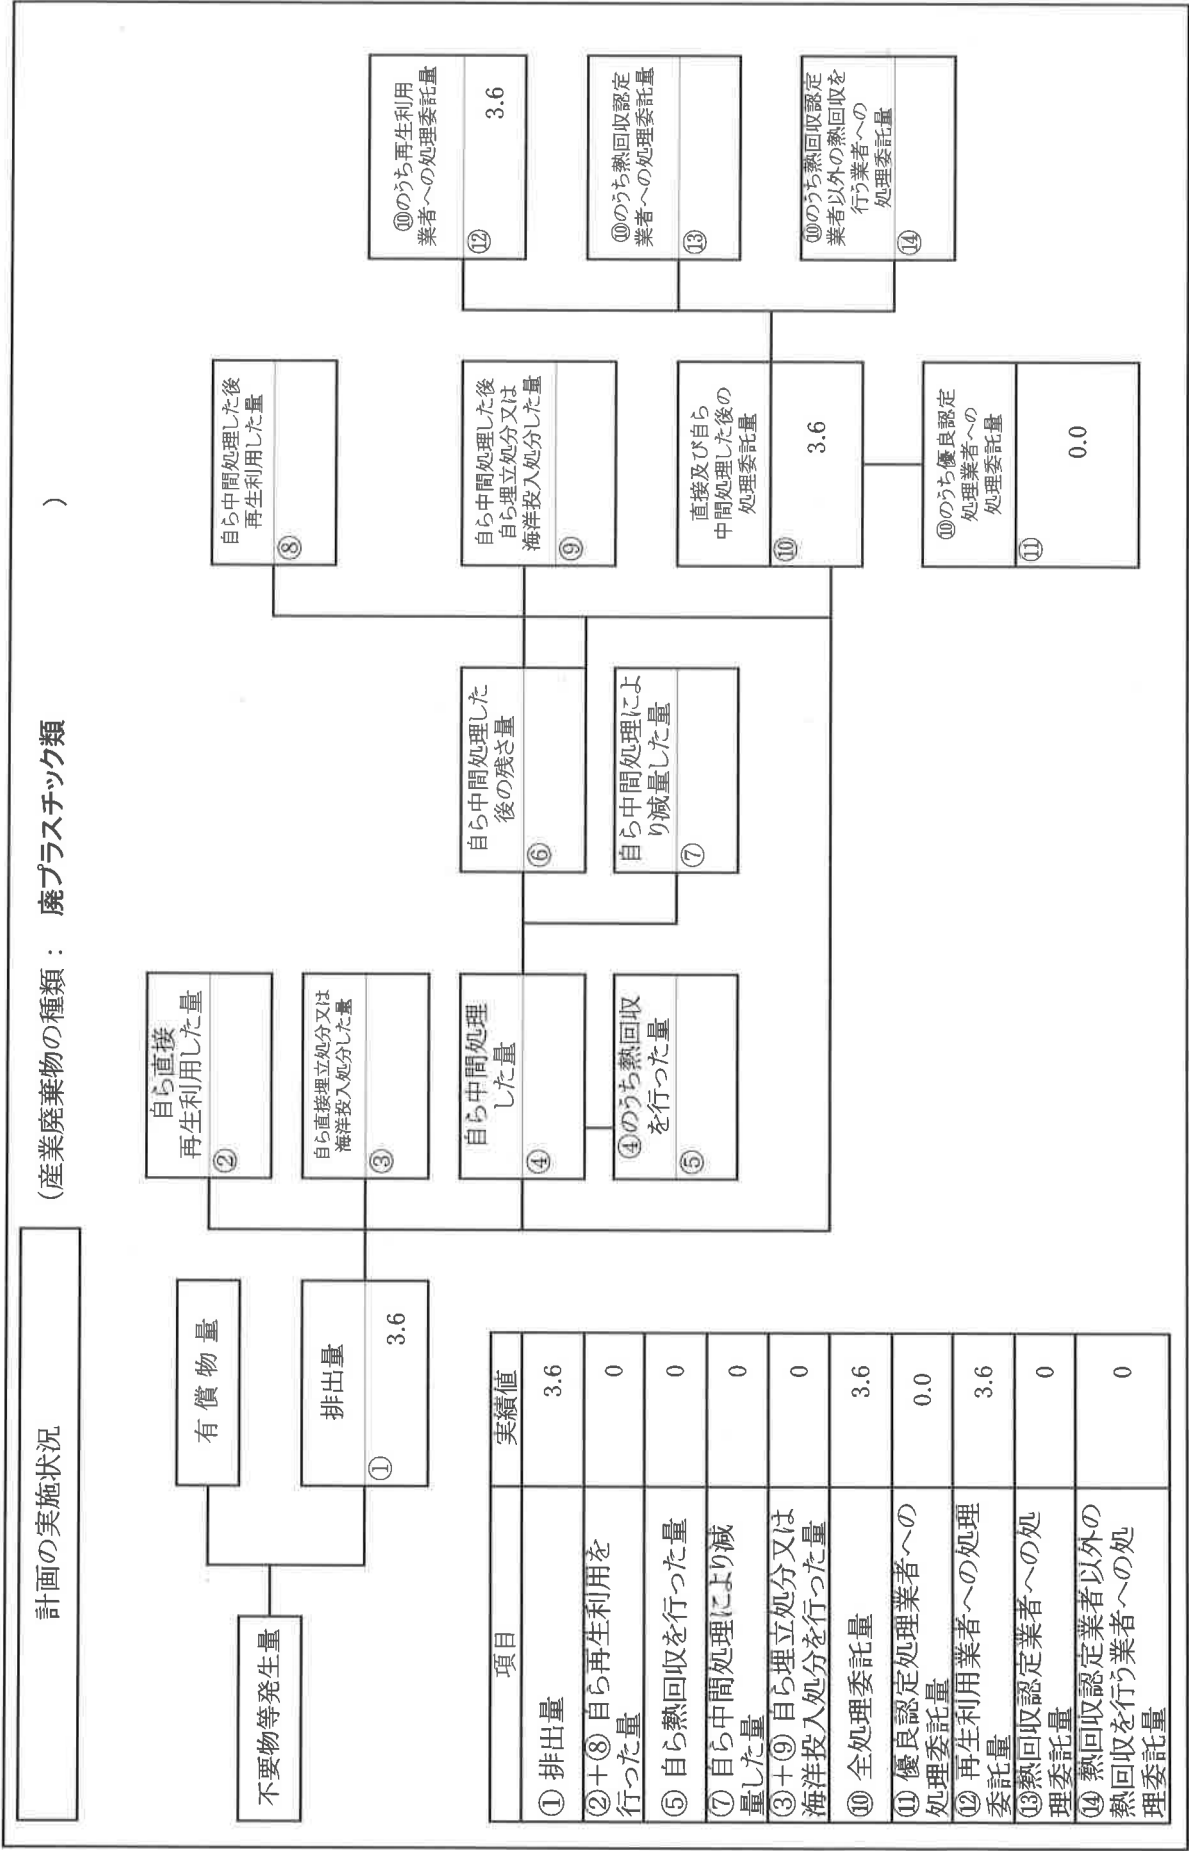 計画の実施状況
(産業廃棄物の種類： 廃プラスチック類 )
不要物等発生量
有 償 物 量
排出量
① 3.6
自ら直接
再生利用した量
②
自ら直接埋立処分又は
海洋投入処分した量
③
自ら中間処理
した量
④
④のうち熱回収
を行った量
⑤
自ら中間処理した
後の残さ量
⑥
自ら中間処理によ
り減量した量
⑦
自ら中間処理した後
再生利用した量
⑧
自ら中間処理した後
自ら埋立処分又は
海洋投入処分した量
⑨
直接及び自ら
中間処理した後の
処理委託量
⑩ 3.6
⑩のうち優良認定
処理業者への
処理委託量
⑪ 0.0
⑩のうち再生利用
業者への処理委託量
⑫ 3.6
⑩のうち熱回収認定
業者への処理委託量
⑬
⑩のうち熱回収認定
業者以外の熱回収を
行う業者への
処理委託量
⑭
項目 実績値
① 排出量 3.6
②＋⑧ 自ら再生利用を
行った量 0
⑤ 自ら熱回収を行った量 0
⑦ 自ら中間処理により減
量した量 0
③＋⑨ 自ら埋立処分又は
海洋投入処分を行った量 0
⑩ 全処理委託量 3.6
⑪ 優良認定処理業者への
処理委託量 0.0
⑫ 再生利用業者への処理
委託量 3.6
⑬熱回収認定業者への処
理委託量 0
⑭ 熱回収認定業者以外の
熱回収を行う業者への処
理委託量 0